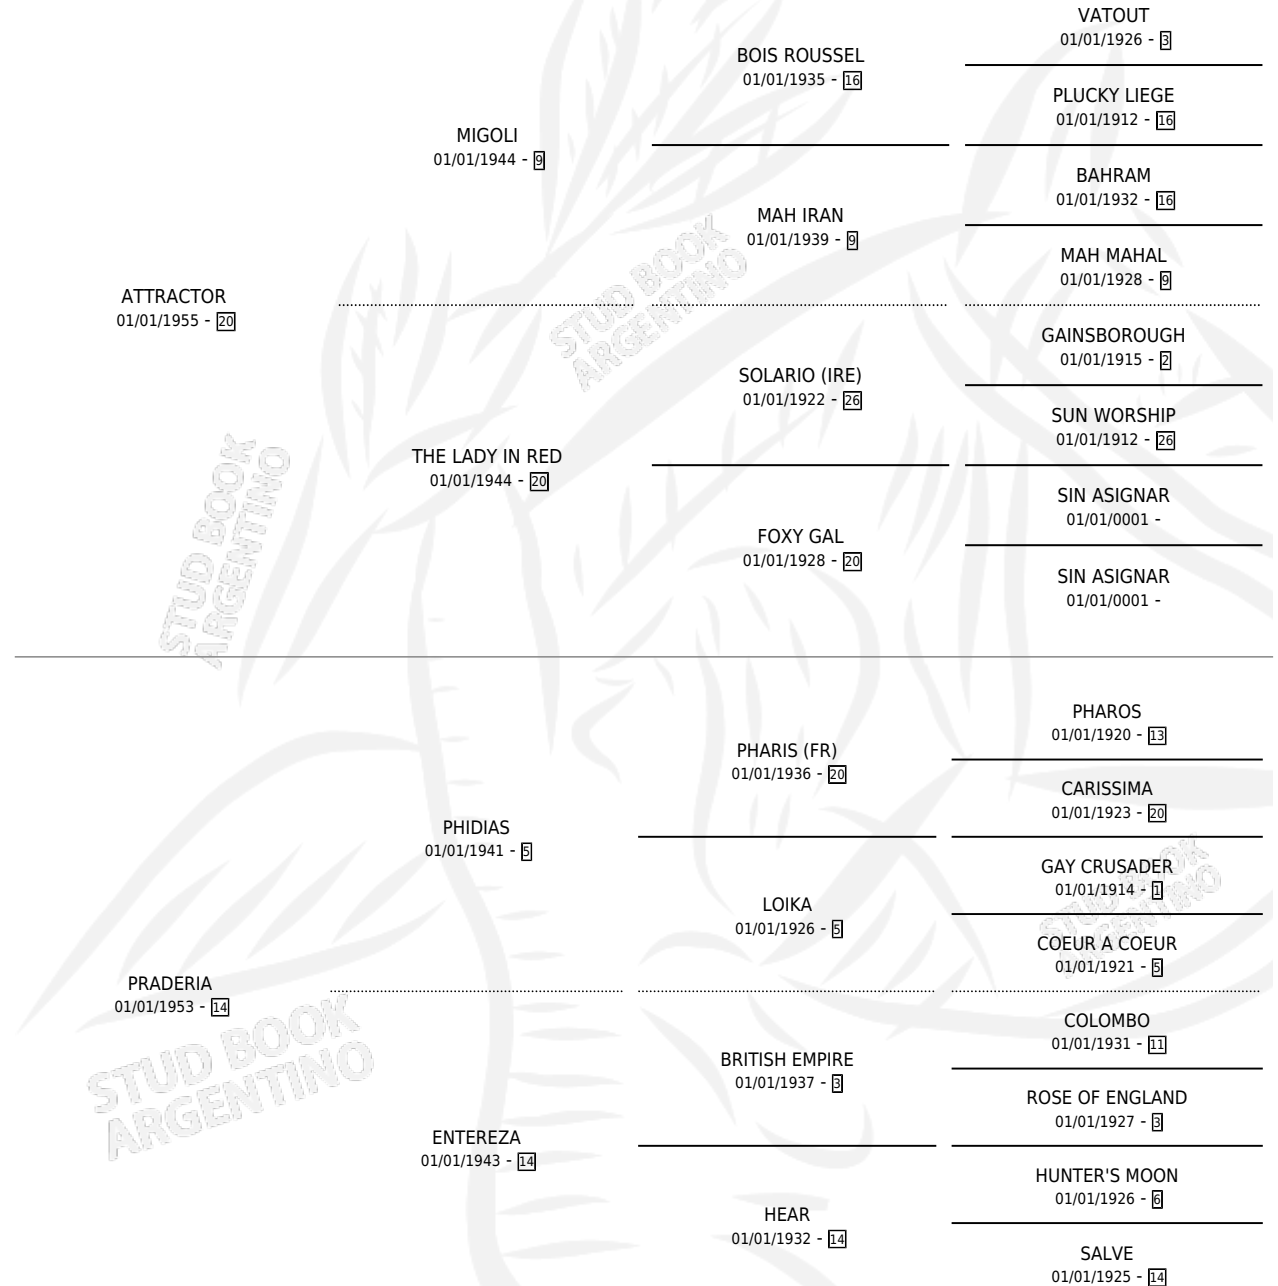 VATOUT
01/01/1926 - 3
BOIS ROUSSEL
01/01/1935 - 16
PLUCKY LIEGE
01/01/1912 - 16
MIGOLI
01/01/1944 - 9
BAHRAM
01/01/1932 - 16
MAH IRAN
01/01/1939 - 9
MAH MAHAL
01/01/1928 - 9
ATTRACTOR
01/01/1955 - 20
STUD BOOK
ARGENTINO
GAINSBOROUGH
01/01/1915 - 2
SOLARIO (IRE)
01/01/1922 - 26
SUN WORSHIP
01/01/1912 - 26
THE LADY IN RED
01/01/1944 - 20
SIN ASIGNAR
01/01/0001 -
FOXY GAL
01/01/1928 - 20
SIN ASIGNAR
01/01/0001 -
STUD BOOK
ARGENTINO
PHAROS
01/01/1920 - 13
PHARIS (FR)
01/01/1936 - 20
CARISSIMA
01/01/1923 - 20
PHIDIAS
01/01/1941 - 5
GAY CRUSADER
01/01/1914 - 1
LOIKA
01/01/1926 - 5
COEUR A COEUR
01/01/1921 - 5
STUD BOOK
ARGENTINO
PRADERIA
01/01/1953 - 14
COLOMBO
01/01/1931 - 11
BRITISH EMPIRE
01/01/1937 - 3
ROSE OF ENGLAND
01/01/1927 - 3
STUD BOOK
ARGENTINO
ENTEREZA
01/01/1943 - 14
HUNTER'S MOON
01/01/1926 - 6
HEAR
01/01/1932 - 14
SALVE
01/01/1925 - 14